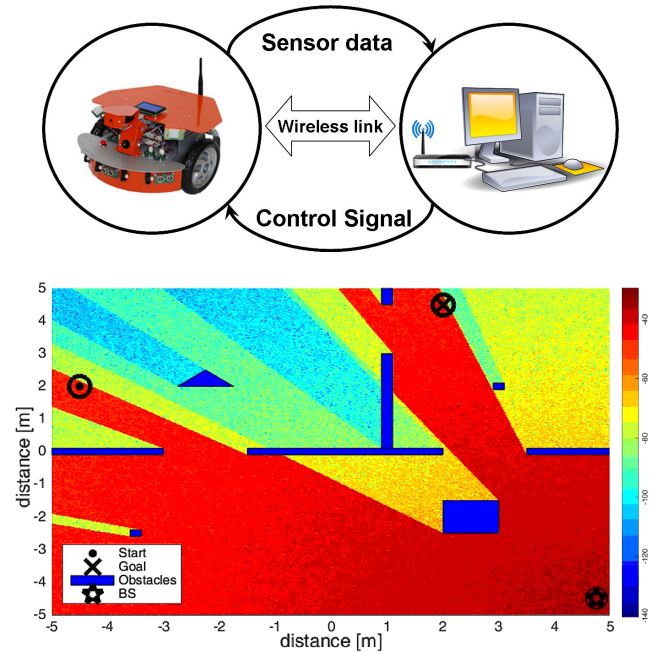 Sensor data
Wireless link
Control Signal
5
4
3
2
1
0
-1
-2
-3
-4
-5
distance [m]
Start
Goal
Obstacles
BS
-5 -4 -3 -2 -1 0 1 2 3 4 5
distance [m]
-40
-60
-80
-100
-120
-140